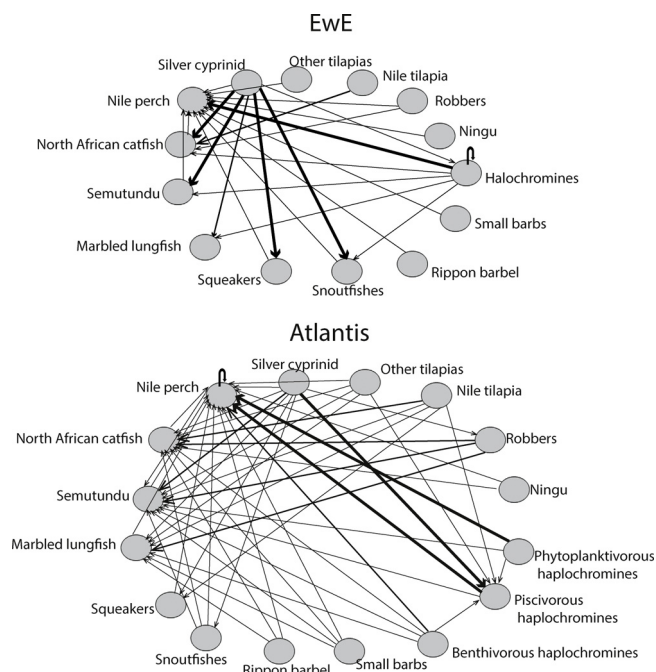 EwE
Silver cyprinid
Other tilapias
Nile tilapia
Nile perch
Robbers
Ningu
North African catfish
Halochromines
Semutundu
Small barbs
Marbled lungfish
Squeakers
Snoutfishes
Rippon barbel
Atlantis
Silver cyprinid
Other tilapias
Nile perch
Nile tilapia
North African catfish
Robbers
Semutundu
Ningu
Marbled lungfish
Phytoplanktivorous
haplochromines
Squeakers
Piscivorous
haplochromines
Snoutfishes
Rippon barbel
Small barbs
Benthivorous haplochromines